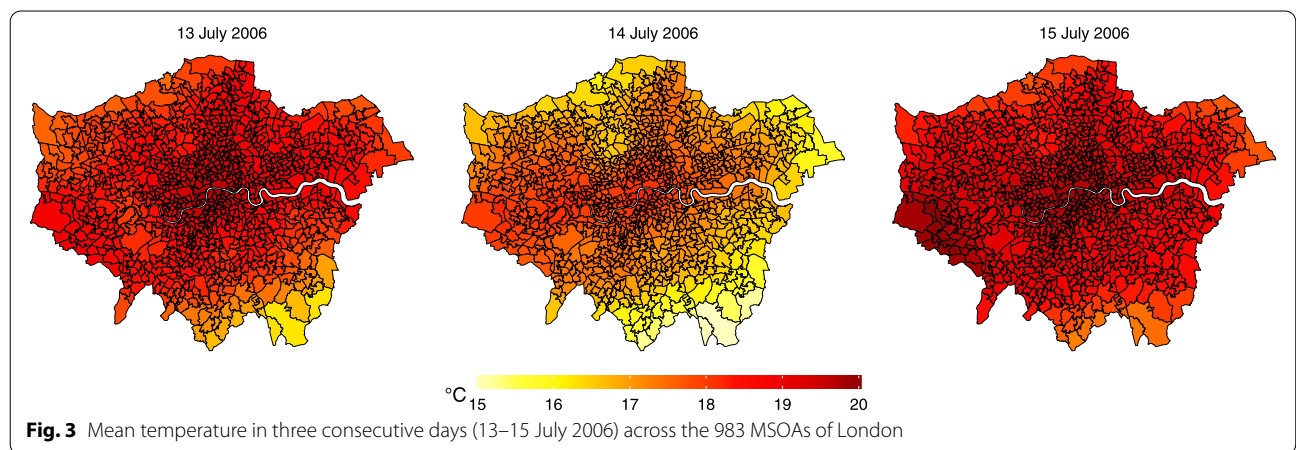 13 July 2006
14 July 2006
15 July 2006
°C
15 16 17 18 19 20
Fig. 3 Mean temperature in three consecutive days (13–15 July 2006) across the 983 MSOAs of London